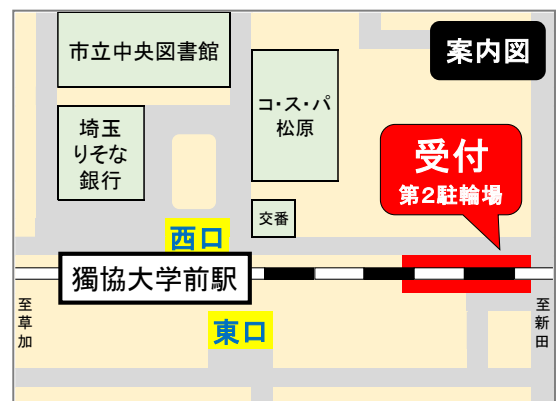 案内図
市立中央図書館
コ・ス・パ
松原
埼玉
りそな
銀行
受付
第2駐輪場
交番
西口
獨協大学前駅
至草加
至新田
東口